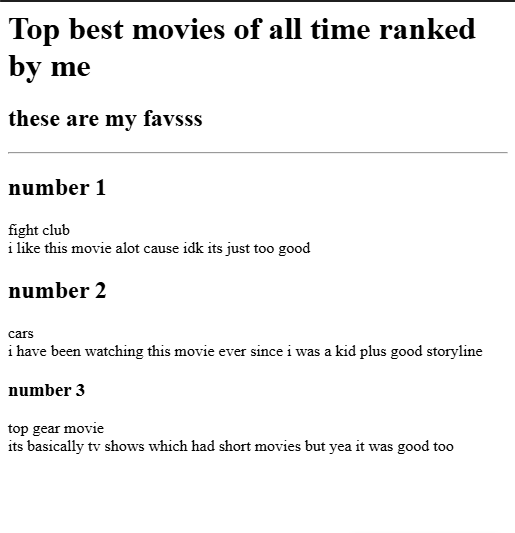 Top best movies of all time ranked
by me
these are my favsss
number 1
fight club
i like this movie alot cause idk its just too good
number 2
cars
i have been watching this movie ever since i was a kid plus good storyline
number 3
top gear movie
its basically tv shows which had short movies but yea it was good too